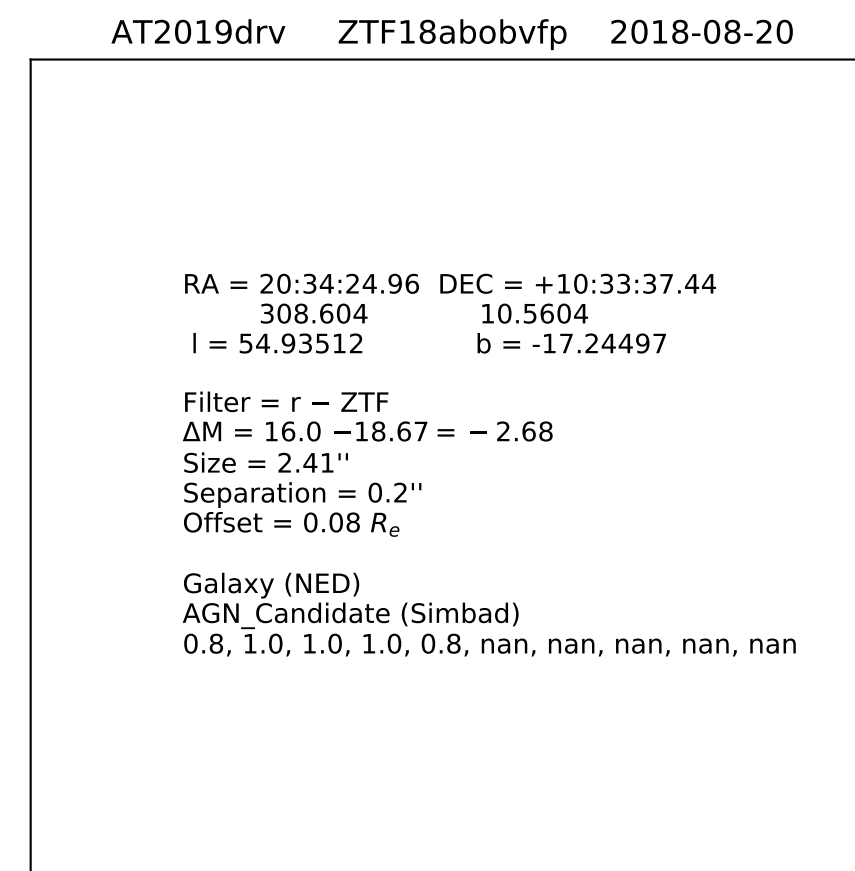 AT2019drv ZTF18abobvfp 2018-08-20
RA = 20:34:24.96 DEC = +10:33:37.44
308.604 10.5604
l = 54.93512 b = -17.24497
Filter = r − ZTF
ΔM = 16.0 −18.67 = − 2.68
Size = 2.41''
Separation = 0.2''
Offset = 0.08 Re
Galaxy (NED)
AGN_Candidate (Simbad)
0.8, 1.0, 1.0, 1.0, 0.8, nan, nan, nan, nan, nan